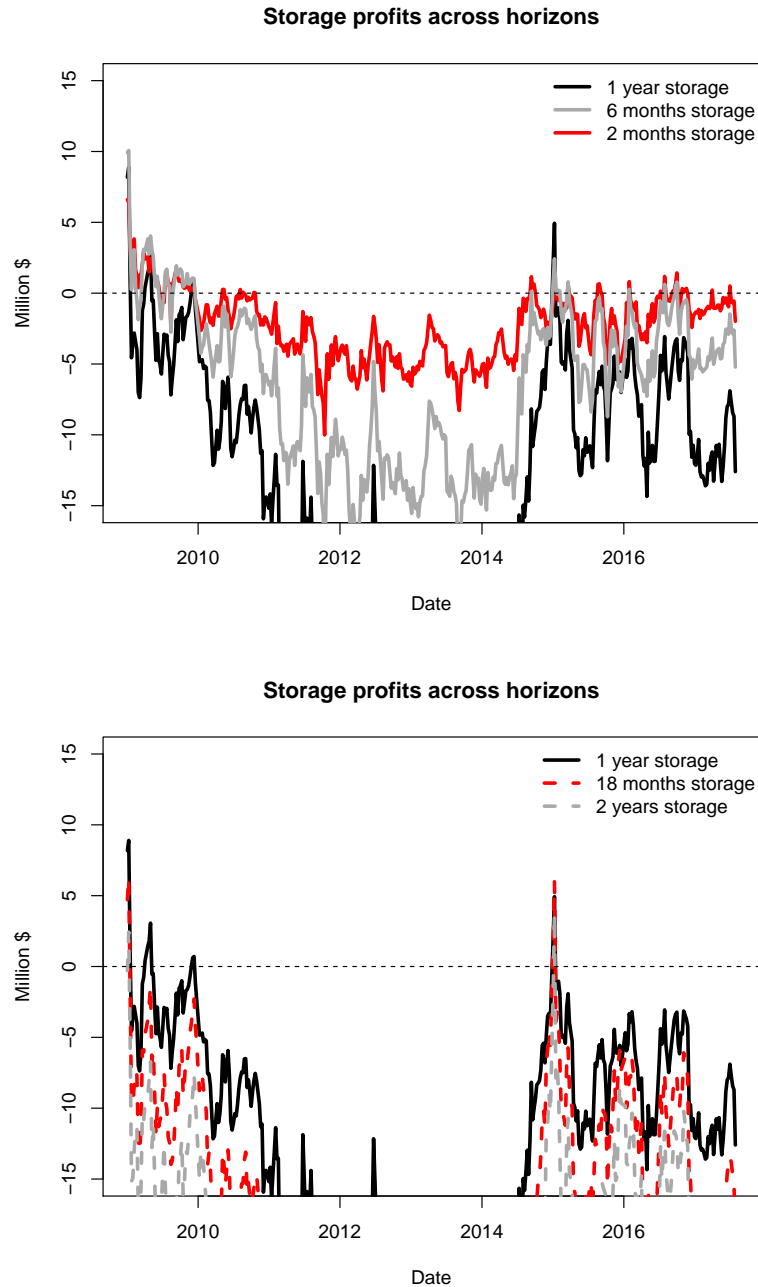 Storage profits across horizons
15
10
5
0
−5
−10
−15
Million $
1 year storage
6 months storage
2 months storage
2010 2012 2014 2016
Date
Storage profits across horizons
15
10
5
0
−5
−10
−15
Million $
1 year storage
18 months storage
2 years storage
2010 2012 2014 2016
Date